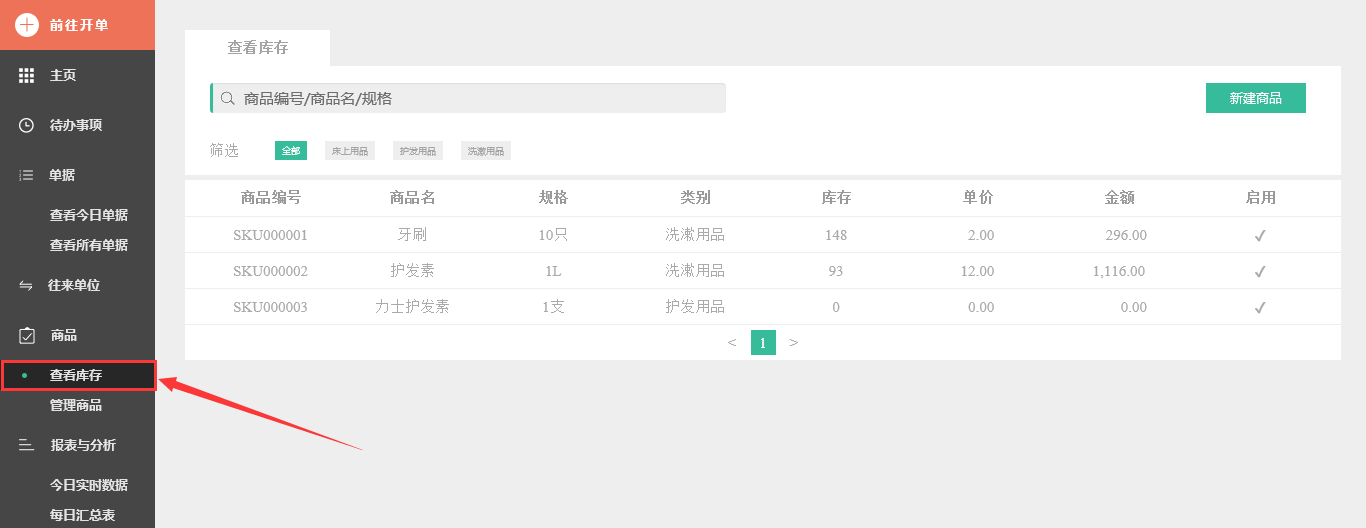 前往开单
主页
待办事项
单据
查看今日单据
查看所有单据
往来单位
商品
查看库存
管理商品
报表与分析
今日实时数据
每日汇总表
查看库存
商品编号/商品名/规格
新建商品
筛选 全部 床上用品 护发用品 洗漱用品
商品编号 商品名 规格 类别 库存 单价 金额 启用
SKU000001 牙刷 10只 洗漱用品 148 2.00 296.00 ✓
SKU000002 护发素 1L 洗漱用品 93 12.00 1,116.00 ✓
SKU000003 力士护发素 1支 护发用品 0 0.00 0.00 ✓
< 1 >